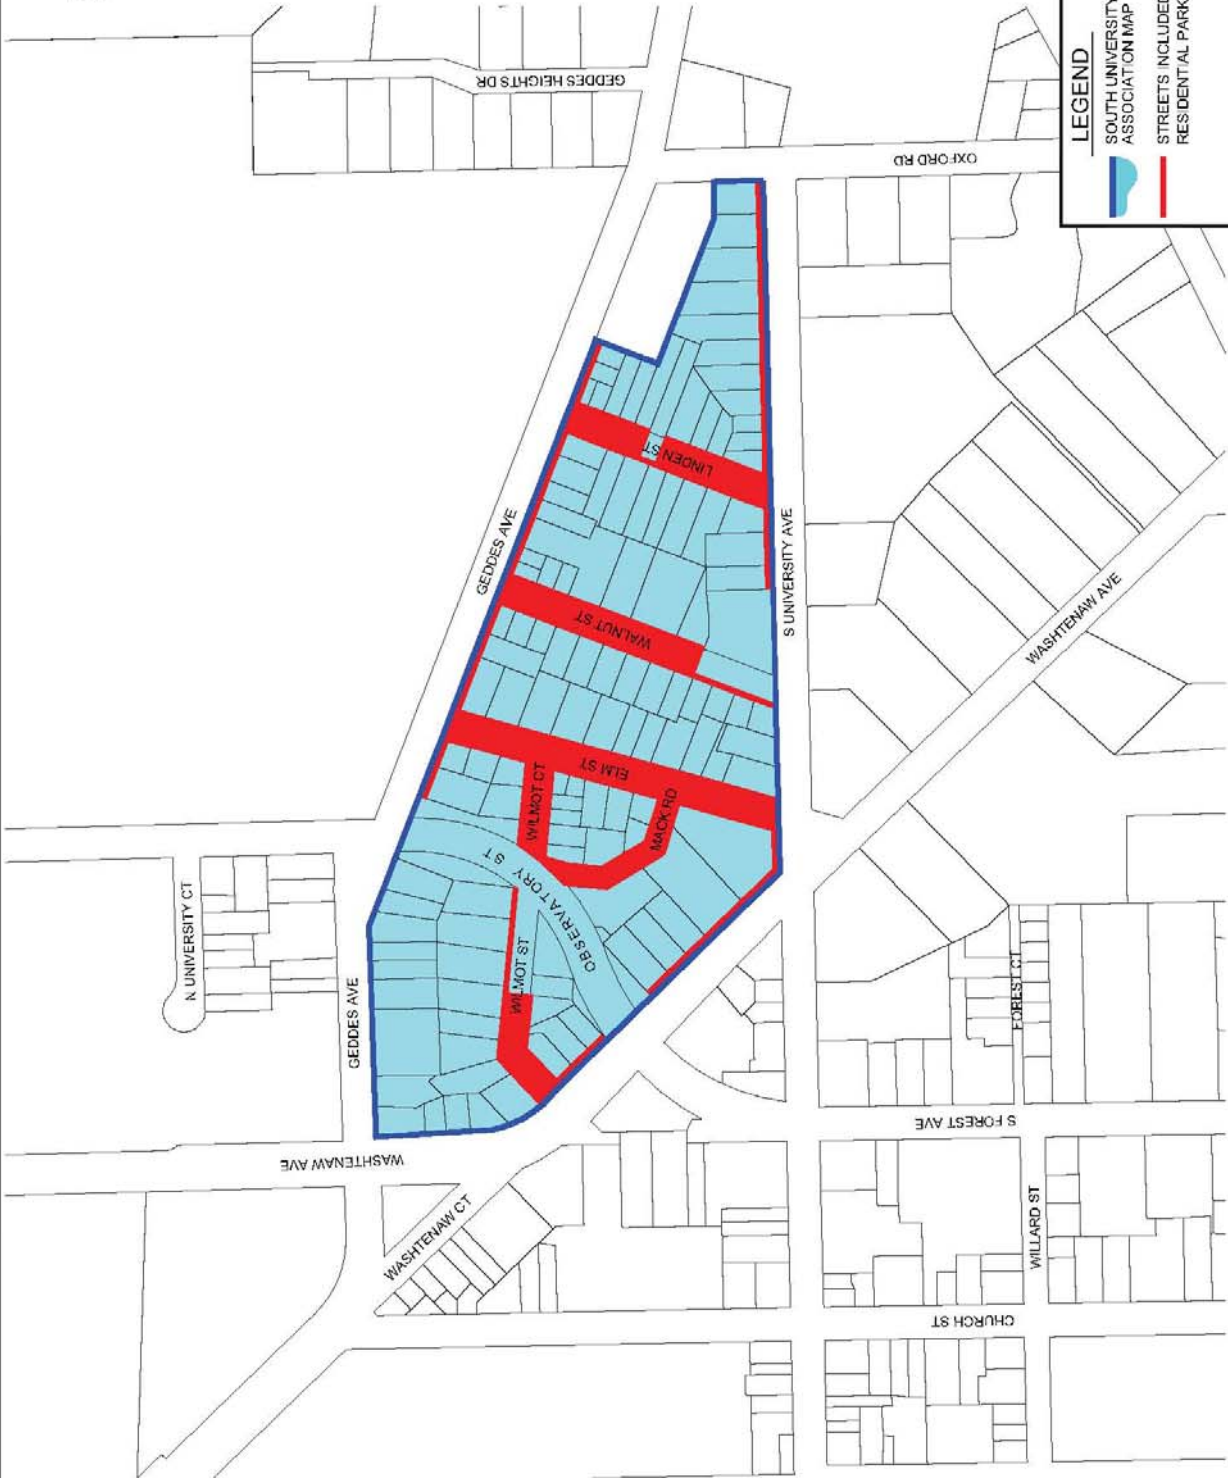 GEDDES HEIGHTS DR
OXFORD RD
LEGEND
SOUTH UNIVERSITY
ASSOCIATION MAP
STREETS INCLUDED
RESIDENTIAL PARK
GEDDES AVE
LINDEN ST
S UNIVERSITY AVE
WALNUT ST
WASHTENAW AVE
ELM ST
WILMOT CT
MACK RD
OBSERVATORY ST
WILMOT ST
N UNIVERSITY CT
GEDDES AVE
FOREST CT
S FOREST AVE
WASHTENAW AVE
WASHTENAW CT
WILLARD ST
CHURCH ST